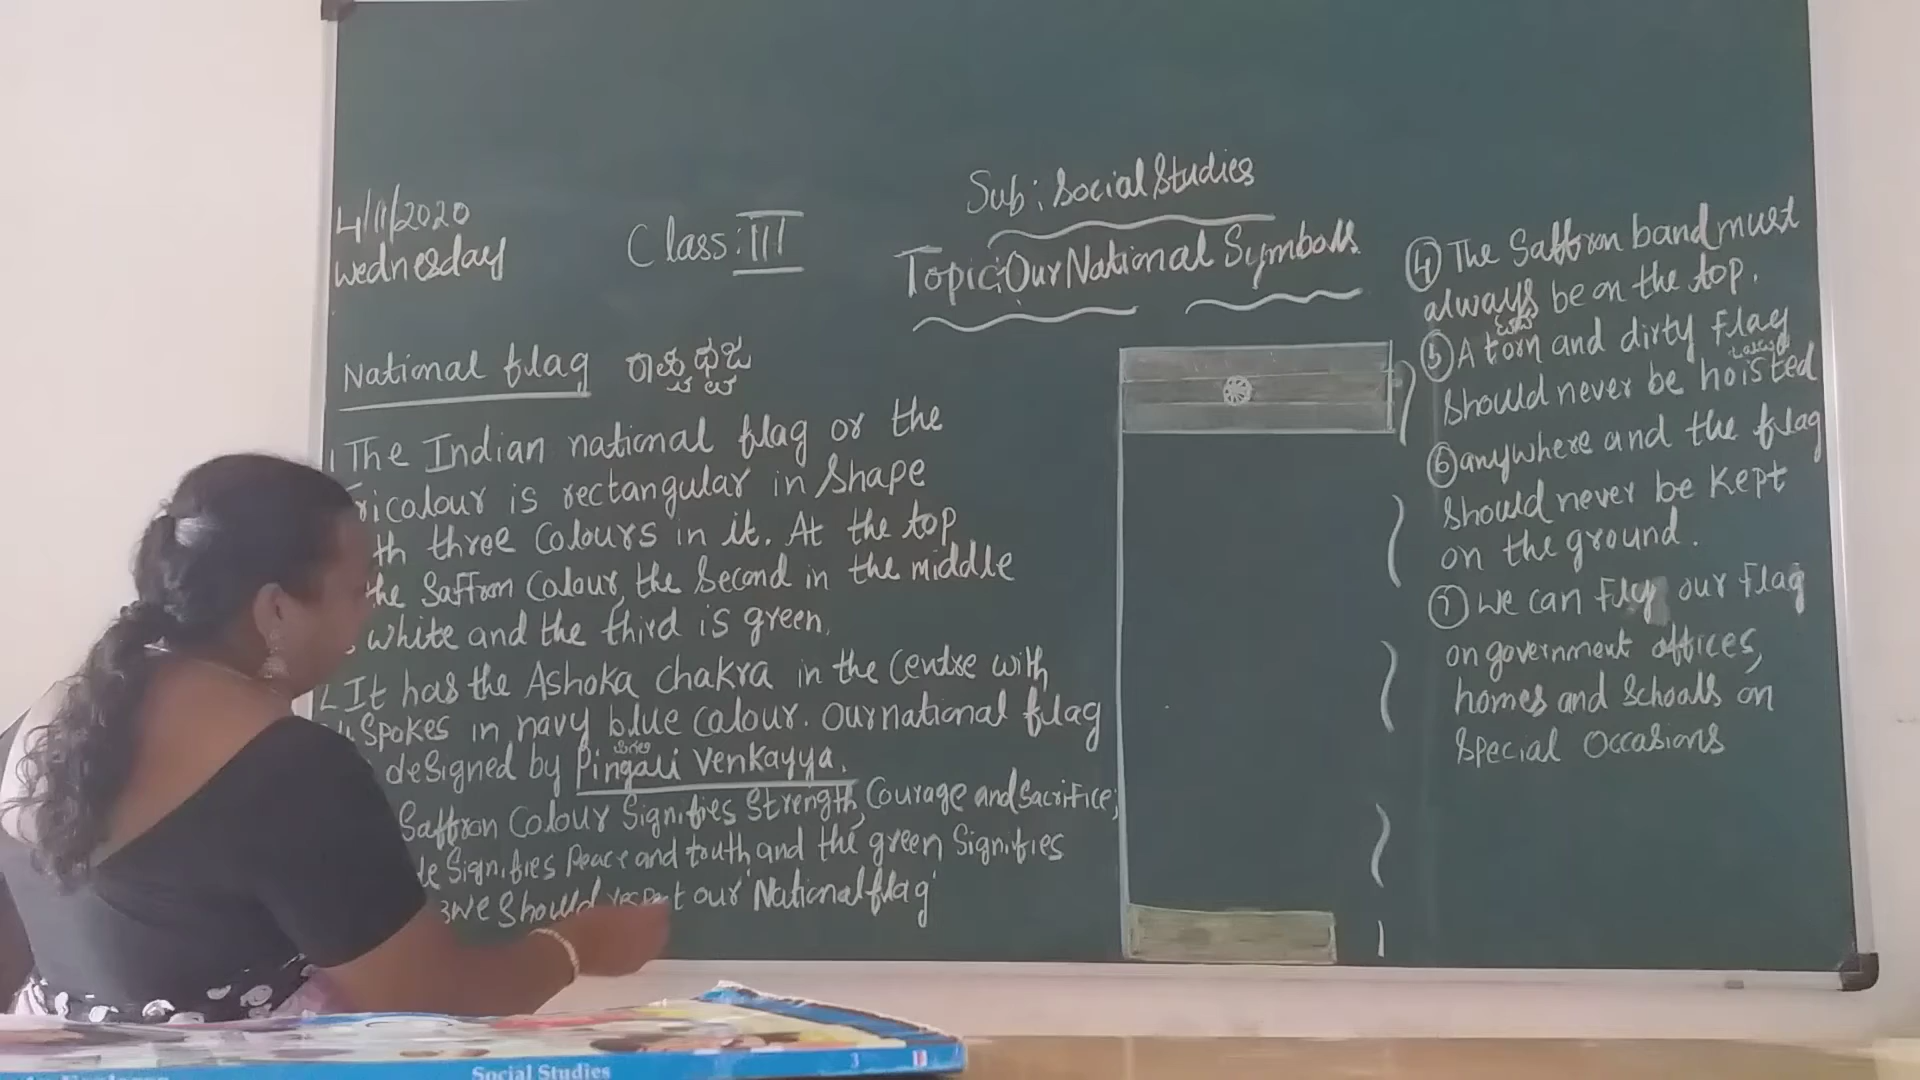 4/11/2020
Wednesday
Class: III
Sub: Social Studies
Topic: Our National Symbols
National flag
1 The Indian national flag or the
ricolour is rectangular in shape
th three colours in it. At the top
the Saffron Colour, the Second in the middle
white and the third is green.
2 It has the Ashoka chakra in the Centre with
Spokes in navy blue colour. Our national flag
designed by Pingali Venkayya.
Saffron Colour Signifies Strength, Courage and Sacrifice;
te Signifies Peace and truth and the green Signifies
3 We Should respect our 'National flag'
④ The Saffron band must
always be on the top.
⑤ A torn and dirty flag
Should never be hoisted
⑥ anywhere and the flag
Should never be Kept
on the ground.
⑦ We can Fly our Flag
on government offices,
homes and Schools on
Special Occasions
Social Studies
3